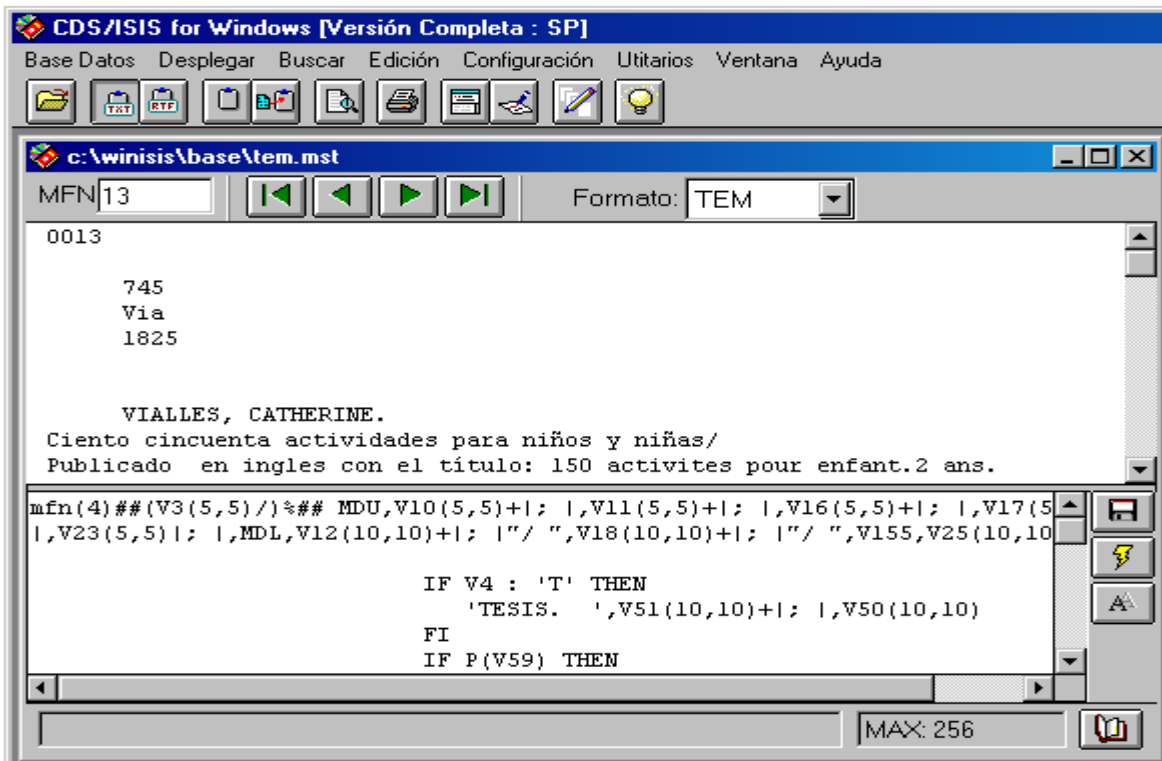 CDS/ISIS for Windows [Versión Completa : SP]
Base Datos Desplegar Buscar Edición Configuración Utitarios Ventana Ayuda
TXT RTF
c:\winisis\base\tem.mst
MFN 13 Formato: TEM
0013
745
Via
1825
VIALLES, CATHERINE.
Ciento cincuenta actividades para niños y niñas/
Publicado en ingles con el título: 150 activites pour enfant.2 ans.
mfn(4)##(V3(5,5)/)%## MDU,V10(5,5)+|; |,V11(5,5)+|; |,V16(5,5)+|; |,V17(5
|,V23(5,5)|; |,MDL,V12(10,10)+|; |"/ ",V18(10,10)+|; |"/ ",V155,V25(10,10
IF V4 : 'T' THEN
'TESIS. ',V51(10,10)+|; |,V50(10,10)
FI
IF P(V59) THEN
A
MAX: 256